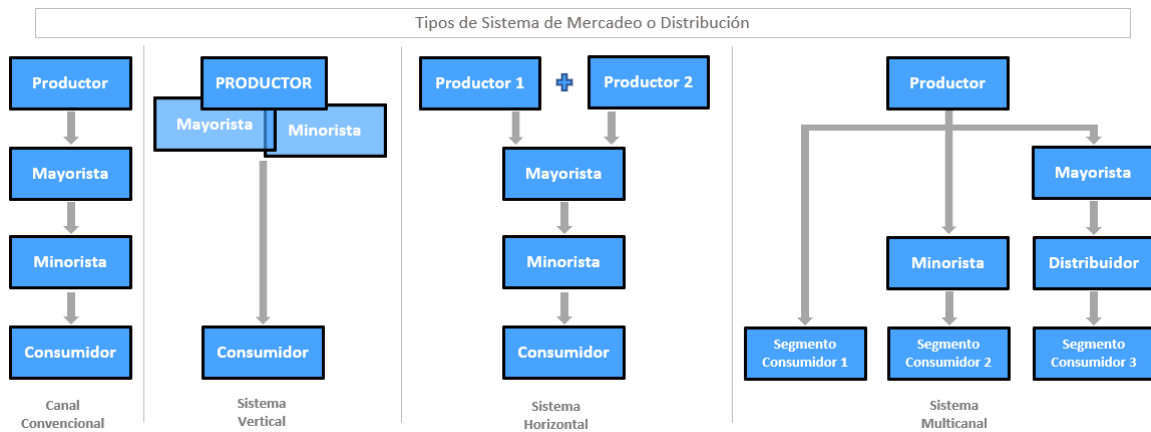 Tipos de Sistema de Mercadeo o Distribución
Productor
Mayorista
Minorista
Consumidor
Canal
Convencional
PRODUCTOR
Mayorista
Minorista
Consumidor
Sistema
Vertical
Productor 1
Productor 2
Mayorista
Minorista
Consumidor
Sistema
Horizontal
Productor
Mayorista
Minorista
Distribuidor
Segmento
Consumidor 1
Segmento
Consumidor 2
Segmento
Consumidor 3
Sistema
Multicanal